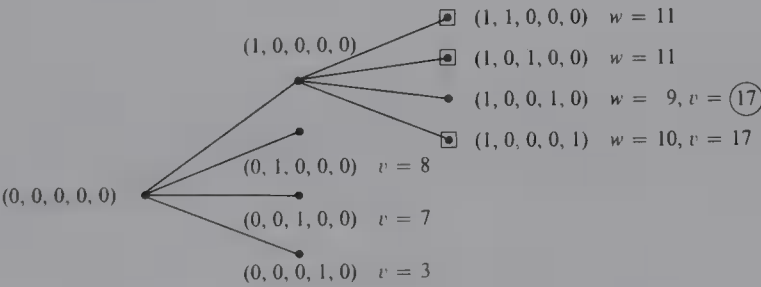 (1, 1, 0, 0, 0) w = 11
(1, 0, 0, 0, 0)
(1, 0, 1, 0, 0) w = 11
(1, 0, 0, 1, 0) w = 9, v = 17
(1, 0, 0, 0, 1) w = 10, v = 17
(0, 1, 0, 0, 0) v = 8
(0, 0, 0, 0, 0)
(0, 0, 1, 0, 0) v = 7
(0, 0, 0, 1, 0) v = 3